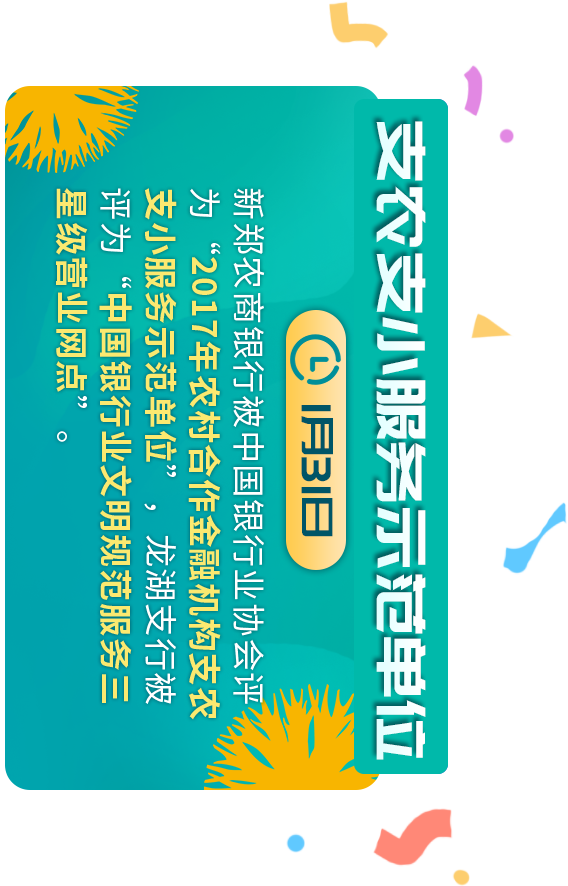 支农支小服务示范单位
1月31日
新郑农商银行被中国银行业协会评
为“2017年农村合作金融机构支农
支小服务示范单位”，龙湖支行被
评为“中国银行业文明规范服务三
星级营业网点”。